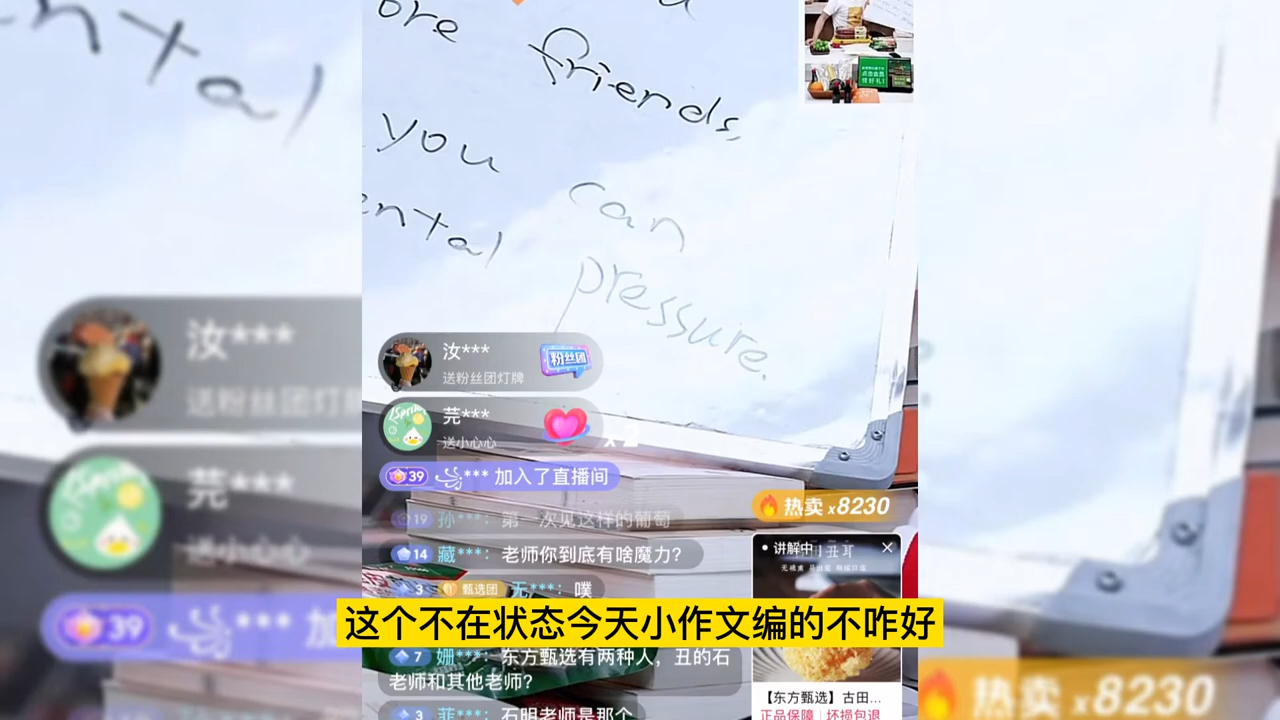 ore friends,
you can
ental pressure.
汝***
送粉丝团灯牌
粉丝团
芫***
送小心心
x2
39 *** 加入了直播间
热卖 x8230
19 孙***：第一次见这样的葡萄
14 藏***：老师你到底有啥魔力？
讲解中
3 甄选团 无***：噗
这个不在状态今天小作文编的不咋好
7 姗***：东方甄选有两种人，丑的石
老师和其他老师？
【东方甄选】古田...
正品保障 | 坏损包退
3 菲***：石明老师是那个